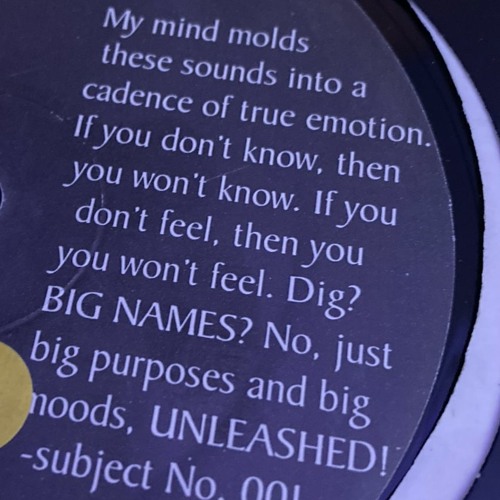 My mind molds
these sounds into a
cadence of true emotion.
If you don't know, then
you won't know. If you
don't feel, then you
you won't feel. Dig?
BIG NAMES? No, just
big purposes and big
moods, UNLEASHED!
-subject No.